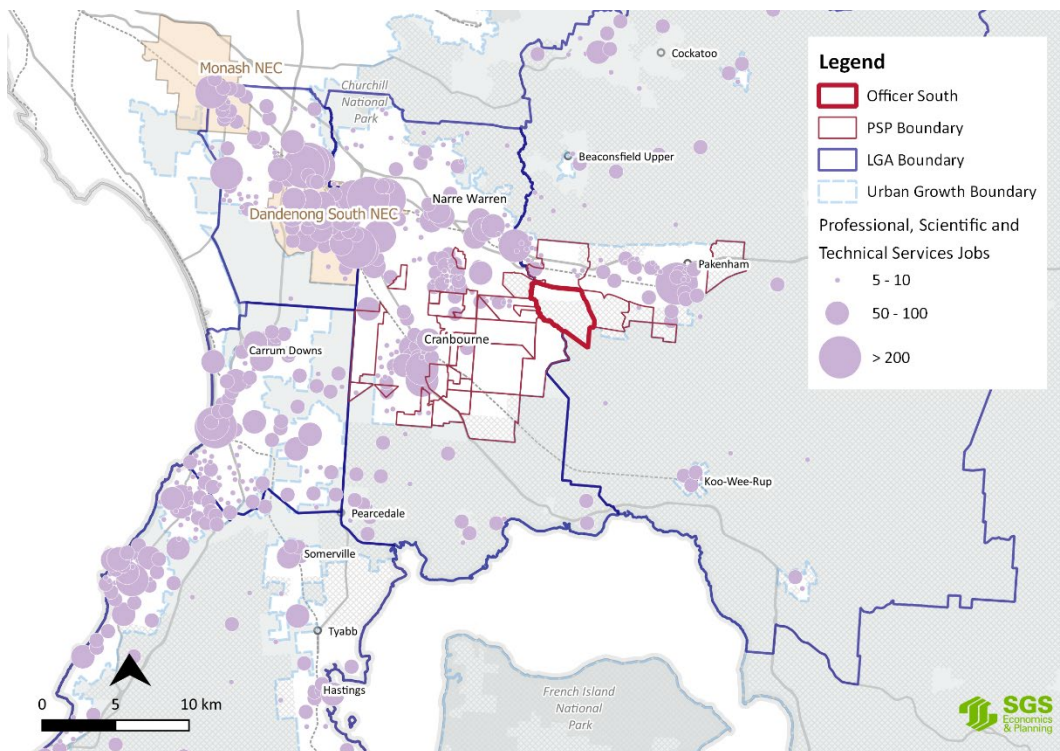 Cockatoo
Monash NEC
Churchill
National
Park
Beaconsfield Upper
Narre Warren
Dandenong South NEC
Pakenham
Cranbourne
Carrum Downs
Koo-Wee-Rup
Pearcedale
Somerville
Tyabb
Hastings
French Island
National
Park
Legend
Officer South
PSP Boundary
LGA Boundary
Urban Growth Boundary
Professional, Scientific and
Technical Services Jobs
5 - 10
50 - 100
> 200
0 5 10 km
SGS
Economics
& Planning